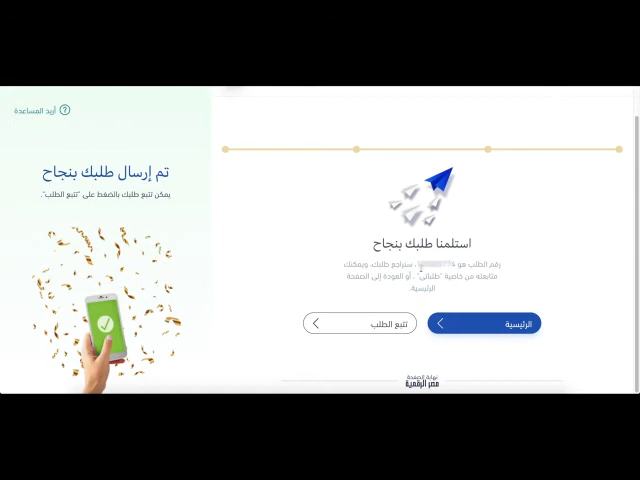 أريد المساعدة
تم إرسال طلبك بنجاح
يمكن تتبع طلبك بالضغط على "تتبع الطلب".
استلمنا طلبك بنجاح
رقم الطلب هو ، سنراجع طلبك، ويمكنك
متابعته من خاصية "طلباتي" ، أو العودة إلى الصفحة
الرئيسية.
الرئيسية
تتبع الطلب
نهاية الصفحة
مصر الرقمية